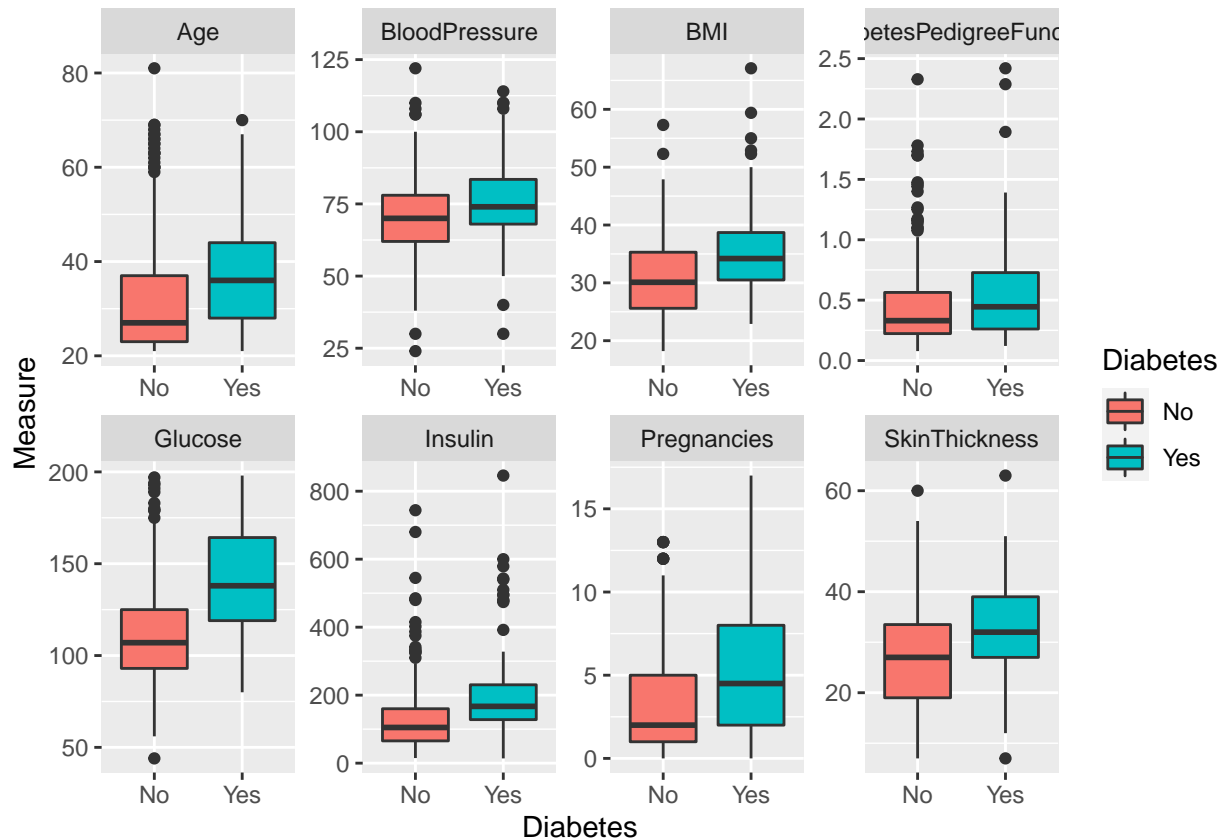 Age
BloodPressure
BMI
betesPedigreeFunc
80
60
40
20
125
100
75
50
25
60
50
40
30
20
2.5
2.0
1.5
1.0
0.5
0.0
No Yes
No Yes
No Yes
No Yes
Glucose
Insulin
Pregnancies
SkinThickness
200
150
100
50
800
600
400
200
0
15
10
5
0
60
40
20
No Yes
No Yes
No Yes
No Yes
Measure
Diabetes
Diabetes
No
Yes